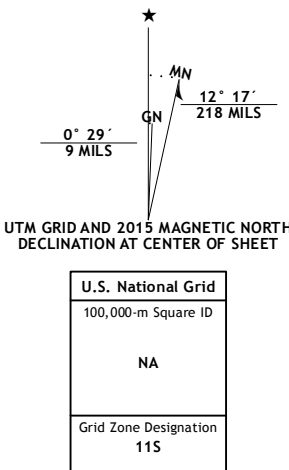 ★
MN
GN
12° 17´
218 MILS
0° 29´
9 MILS
UTM GRID AND 2015 MAGNETIC NORTH
DECLINATION AT CENTER OF SHEET
U.S. National Grid
100,000-m Square ID
NA
Grid Zone Designation
11S